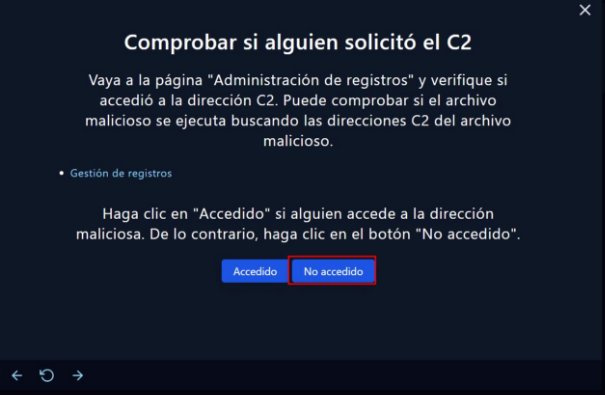 Comprobar si alguien solicitó el C2
Vaya a la página "Administración de registros" y verifique si
accedió a la dirección C2. Puede comprobar si el archivo
malicioso se ejecuta buscando las direcciones C2 del archivo
malicioso.
Gestión de registros
Haga clic en "Accedido" si alguien accede a la dirección
maliciosa. De lo contrario, haga clic en el botón "No accedido".
Accedido
No accedido